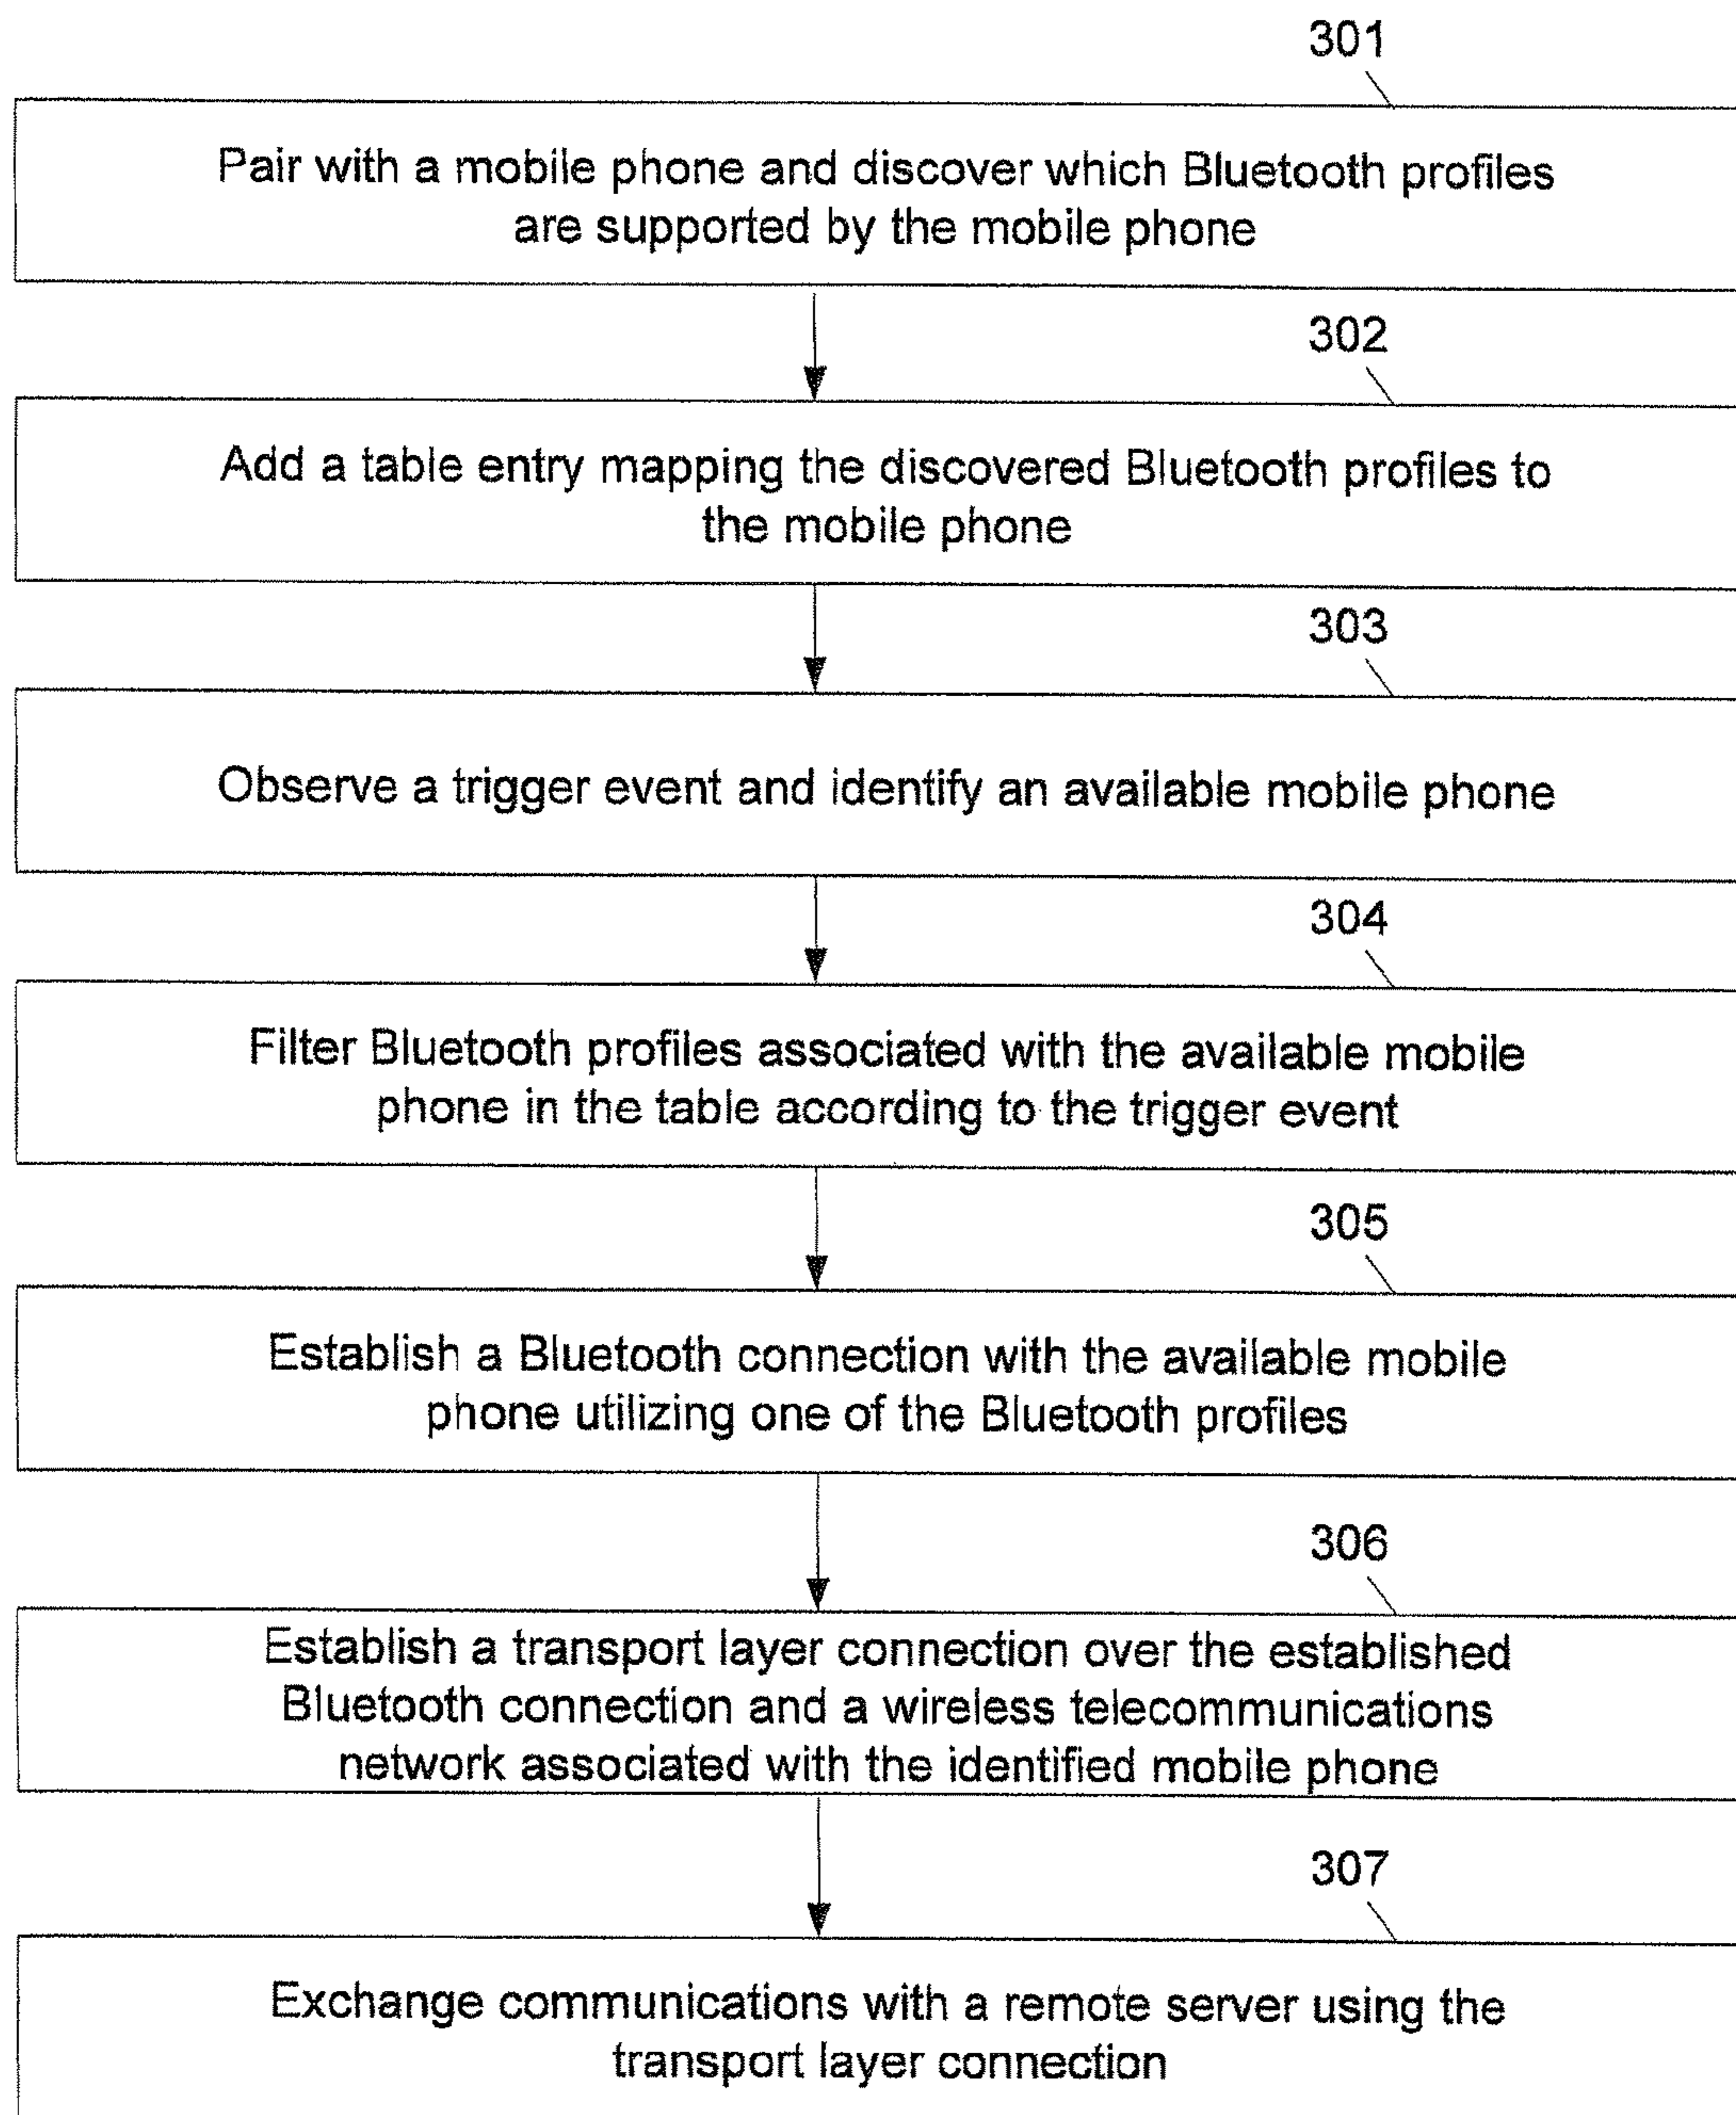 301
Pair with a mobile phone and discover which Bluetooth profiles
are supported by the mobile phone
302
Add a table entry mapping the discovered Bluetooth profiles to
the mobile phone
303
Observe a trigger event and identify an available mobile phone
304
Filter Bluetooth profiles associated with the available mobile
phone in the table according to the trigger event
305
Establish a Bluetooth connection with the available mobile
phone utilizing one of the Bluetooth profiles
306
Establish a transport layer connection over the established
Bluetooth connection and a wireless telecommunications
network associated with the identified mobile phone
307
Exchange communications with a remote server using the
transport layer connection